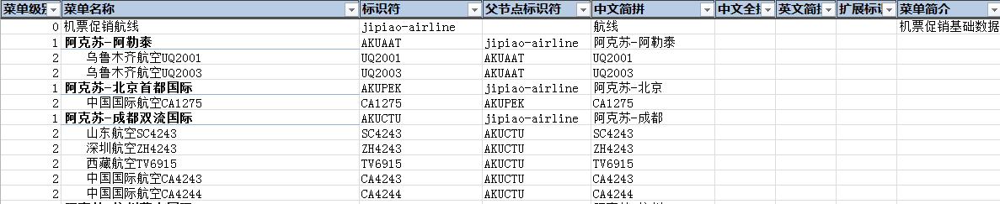 菜单级别 菜单名称 标识符 父节点标识符 中文简拼 中文全拼 英文简拼 扩展标识 菜单简介
0 机票促销航线 jipiao-airline 航线 机票促销基础数据
1 阿克苏-阿勒泰 AKUAAT jipiao-airline 阿克苏-阿勒泰
2 乌鲁木齐航空UQ2001 UQ2001 AKUAAT UQ2001
2 乌鲁木齐航空UQ2003 UQ2003 AKUAAT UQ2003
1 阿克苏-北京首都国际 AKUPEK jipiao-airline 阿克苏-北京
2 中国国际航空CA1275 CA1275 AKUPEK CA1275
1 阿克苏-成都双流国际 AKUCTU jipiao-airline 阿克苏-成都
2 山东航空SC4243 SC4243 AKUCTU SC4243
2 深圳航空ZH4243 ZH4243 AKUCTU ZH4243
2 西藏航空TV6915 TV6915 AKUCTU TV6915
2 中国国际航空CA4243 CA4243 AKUCTU CA4243
2 中国国际航空CA4244 CA4244 AKUCTU CA4244